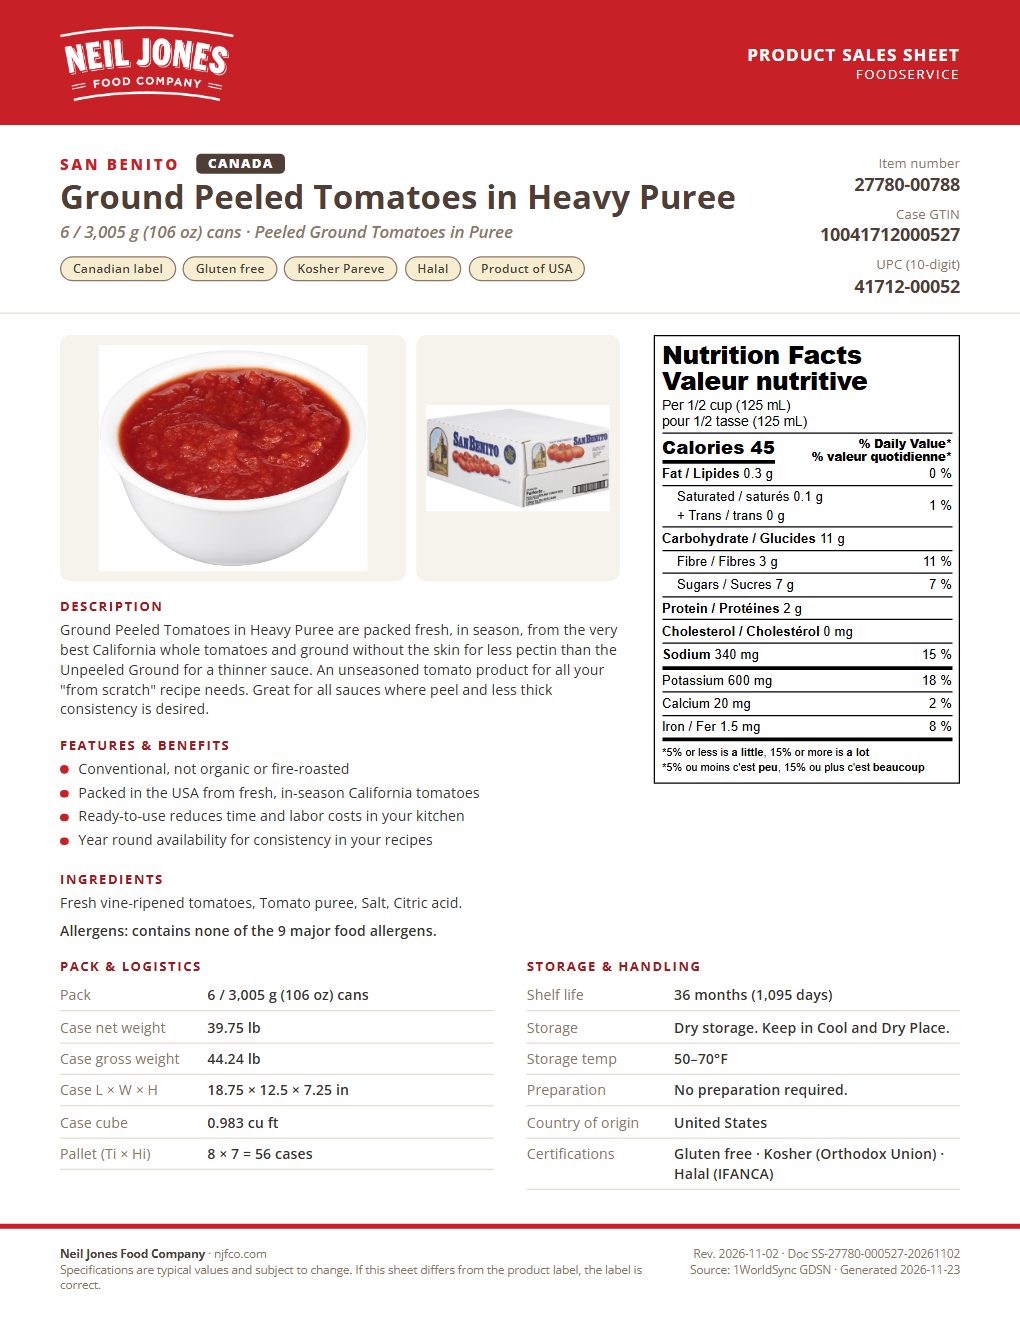 NEIL JONES
FOOD COMPANY
PRODUCT SALES SHEET
FOODSERVICE
SAN BENITO CANADA
Ground Peeled Tomatoes in Heavy Puree
6 / 3,005 g (106 oz) cans · Peeled Ground Tomatoes in Puree
Canadian label Gluten free Kosher Pareve Halal Product of USA
Item number
27780-00788
Case GTIN
10041712000527
UPC (10-digit)
41712-00052
SAN BENITO
SAN BENITO
Nutrition Facts
Valeur nutritive
Per 1/2 cup (125 mL)
pour 1/2 tasse (125 mL)
Calories 45
% Daily Value*
% valeur quotidienne*
Fat / Lipides 0.3 g 0 %
Saturated / saturés 0.1 g
+ Trans / trans 0 g
1 %
Carbohydrate / Glucides 11 g
Fibre / Fibres 3 g 11 %
Sugars / Sucres 7 g 7 %
Protein / Protéines 2 g
Cholesterol / Cholestérol 0 mg
Sodium 340 mg 15 %
Potassium 600 mg 18 %
Calcium 20 mg 2 %
Iron / Fer 1.5 mg 8 %
*5% or less is a little, 15% or more is a lot
*5% ou moins c'est peu, 15% ou plus c'est beaucoup
DESCRIPTION
Ground Peeled Tomatoes in Heavy Puree are packed fresh, in season, from the very
best California whole tomatoes and ground without the skin for less pectin than the
Unpeeled Ground for a thinner sauce. An unseasoned tomato product for all your
"from scratch" recipe needs. Great for all sauces where peel and less thick
consistency is desired.
FEATURES & BENEFITS
Conventional, not organic or fire-roasted
Packed in the USA from fresh, in-season California tomatoes
Ready-to-use reduces time and labor costs in your kitchen
Year round availability for consistency in your recipes
INGREDIENTS
Fresh vine-ripened tomatoes, Tomato puree, Salt, Citric acid.
Allergens: contains none of the 9 major food allergens.
PACK & LOGISTICS
Pack 6 / 3,005 g (106 oz) cans
Case net weight 39.75 lb
Case gross weight 44.24 lb
Case L × W × H 18.75 × 12.5 × 7.25 in
Case cube 0.983 cu ft
Pallet (Ti × Hi) 8 × 7 = 56 cases
STORAGE & HANDLING
Shelf life 36 months (1,095 days)
Storage Dry storage. Keep in Cool and Dry Place.
Storage temp 50–70°F
Preparation No preparation required.
Country of origin United States
Certifications Gluten free · Kosher (Orthodox Union) ·
Halal (IFANCA)
Neil Jones Food Company · njfco.com
Specifications are typical values and subject to change. If this sheet differs from the product label, the label is
correct.
Rev. 2026-11-02 · Doc SS-27780-000527-20261102
Source: 1WorldSync GDSN · Generated 2026-11-23